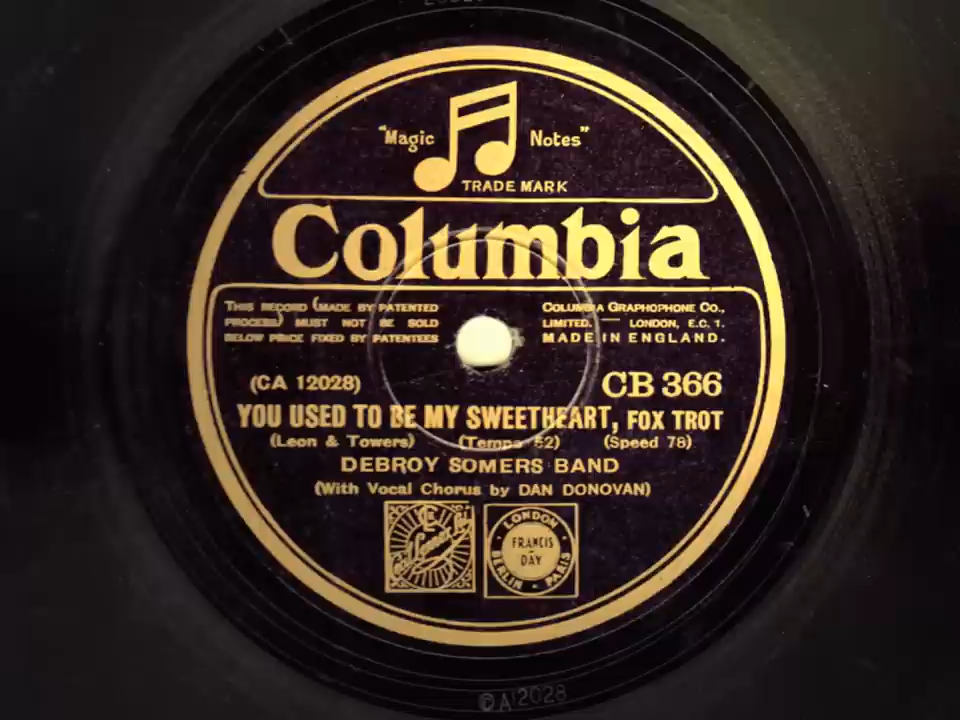 "Magic Notes"
TRADE MARK
Columbia
THIS RECORD (MADE BY PATENTED
PROCESS) MUST NOT BE SOLD
BELOW PRICE FIXED BY PATENTEES
COLUMBIA GRAPHOPHONE CO.,
LIMITED. — LONDON, E.C. 1.
MADE IN ENGLAND.
(CA 12028)
CB 366
YOU USED TO BE MY SWEETHEART, FOX TROT
(Leon & Towers) (Tempo 52) (Speed 78)
DEBROY SOMERS BAND
(With Vocal Chorus by DAN DONOVAN)
LONDON
FRANCIS
DAY
BERLIN • PARIS
CA 12028